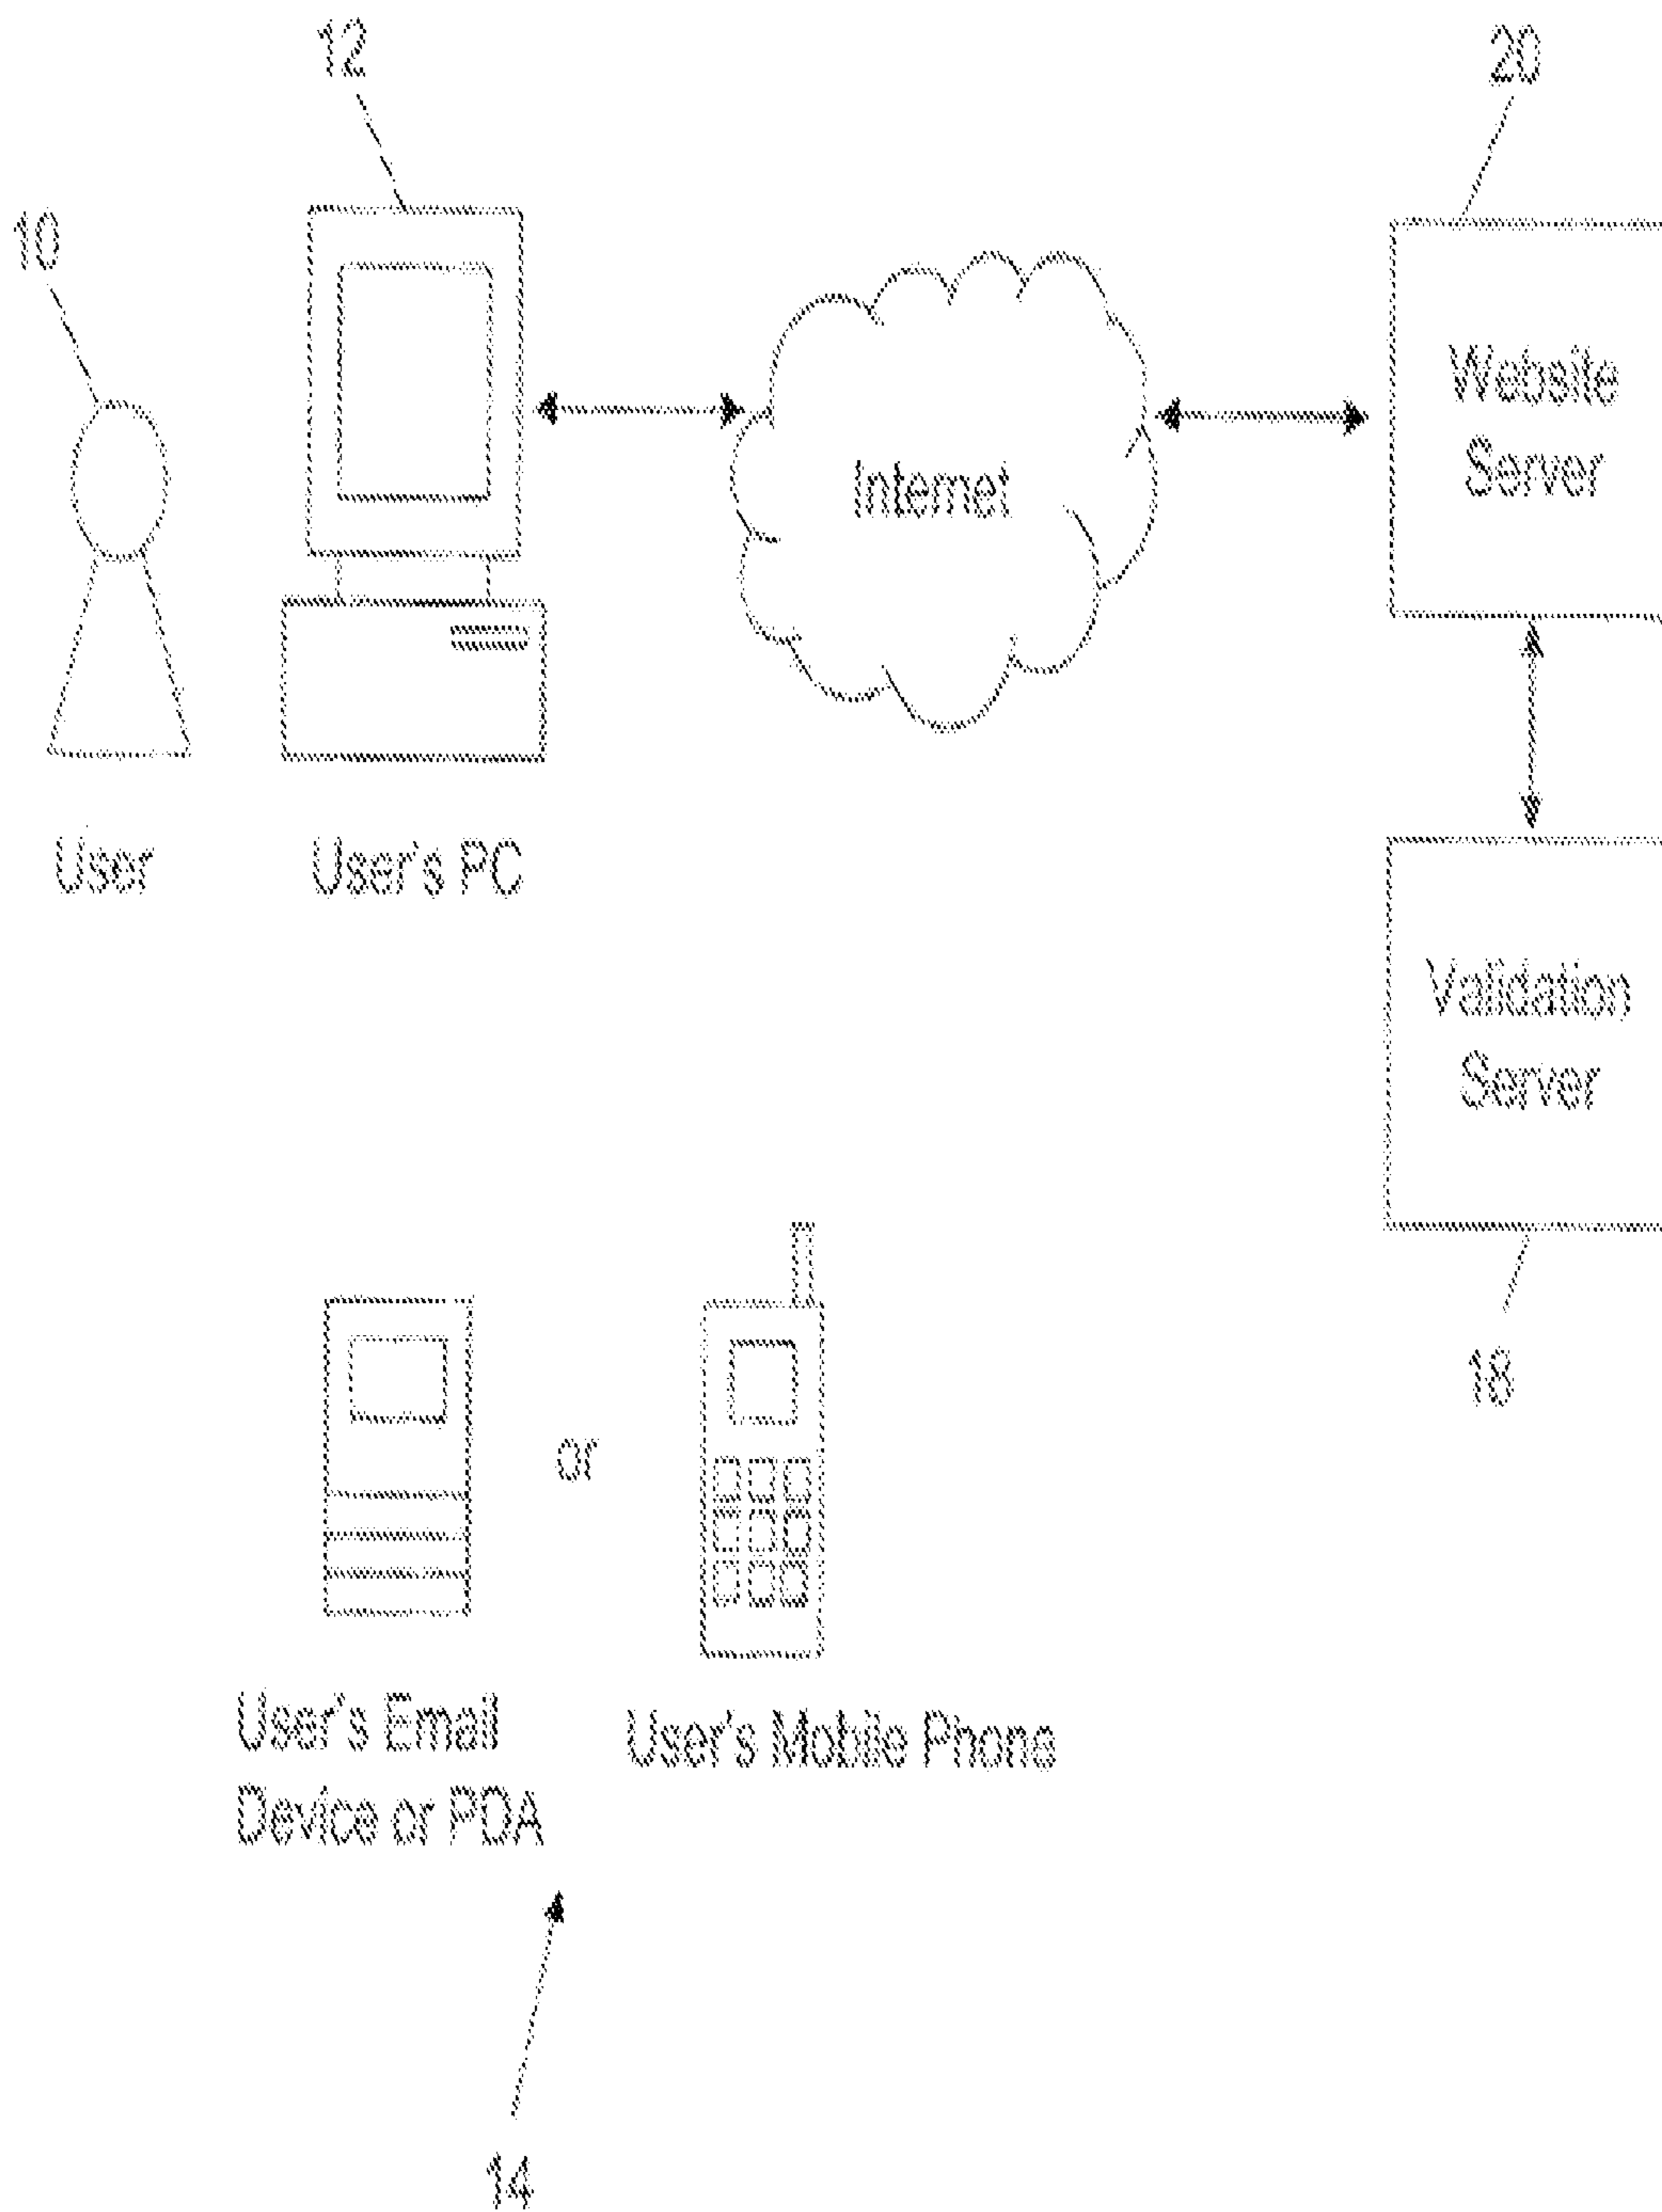 12
20
10
Website
Server
Internet
User
User's PC
Validation
Server
18
or
User's Email
Device or PDA
User's Mobile Phone
14